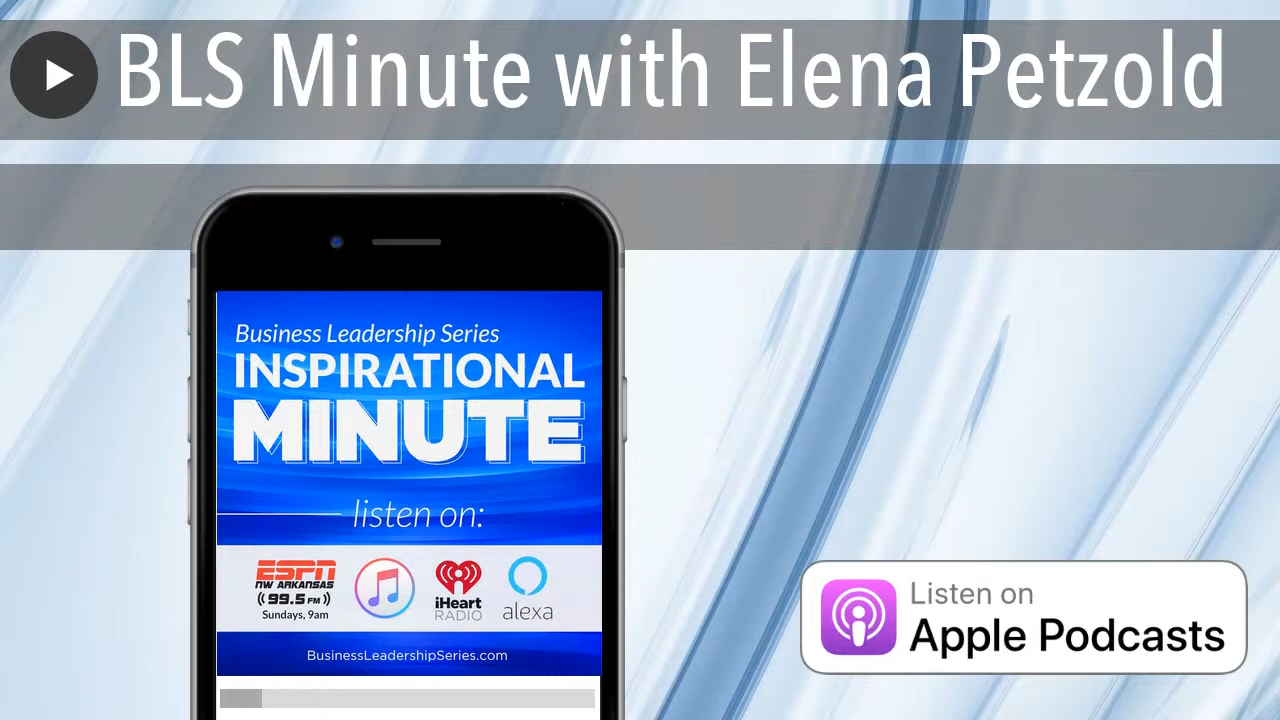 BLS Minute with Elena Petzold
Business Leadership Series
INSPIRATIONAL
MINUTE
listen on:
ESPN
NW ARKANSAS
99.5 FM
Sundays, 9am
iHeart
RADIO
alexa
BusinessLeadershipSeries.com
Listen on
Apple Podcasts